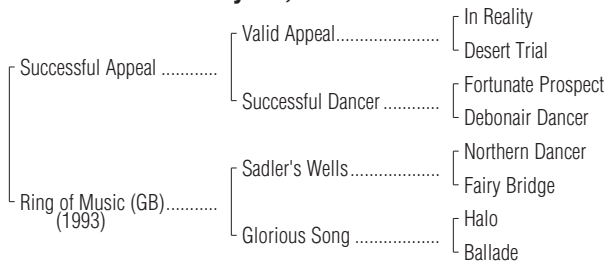 In Reality
Valid Appeal..................
Desert Trial
Successful Appeal ............
Fortunate Prospect
Successful Dancer ............
Debonair Dancer
Northern Dancer
Sadler's Wells...................
Fairy Bridge
Ring of Music (GB)...........
(1993)
Halo
Glorious Song ..................
Ballade